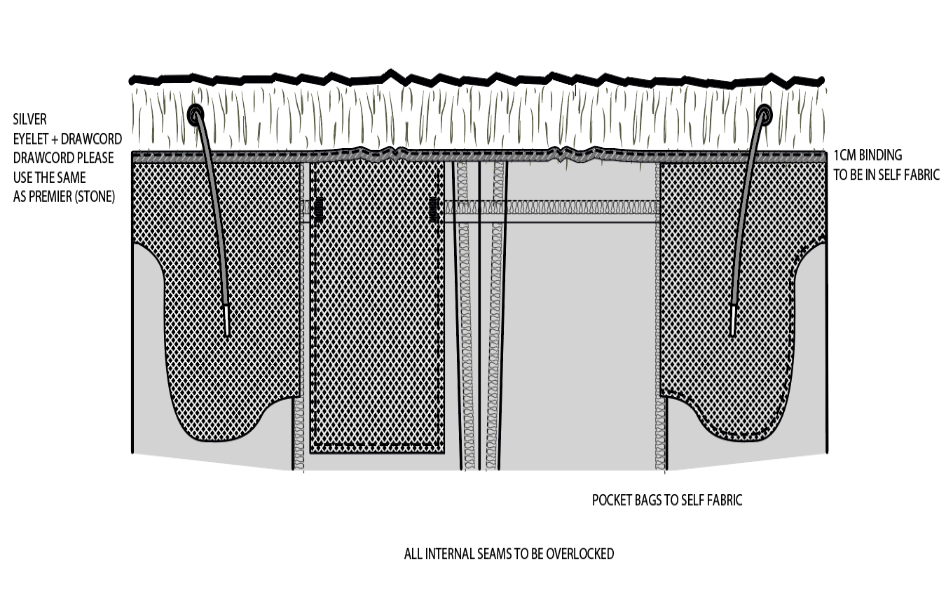 SILVER
EYELET + DRAWCORD
DRAWCORD PLEASE
USE THE SAME
AS PREMIER (STONE)
1CM BINDING
TO BE IN SELF FABRIC
POCKET BAGS TO SELF FABRIC
ALL INTERNAL SEAMS TO BE OVERLOCKED